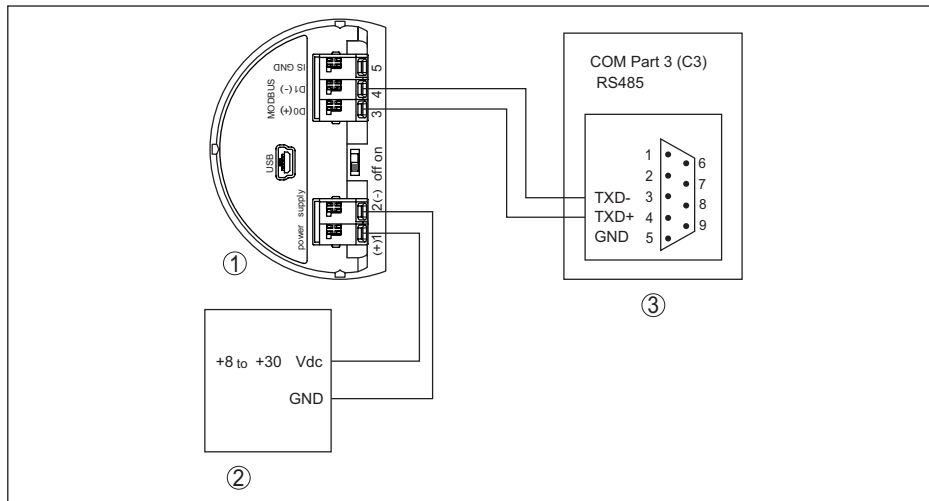 IS GND
MODBUS
D1 (-)
D0 (+)
5
4
3
USB
off on
power supply
2 (-)
(+) 1
1
+8 to +30 Vdc
GND
2
COM Part 3 (C3)
RS485
1
6
2
7
TXD- 3
8
TXD+ 4
9
GND 5
3